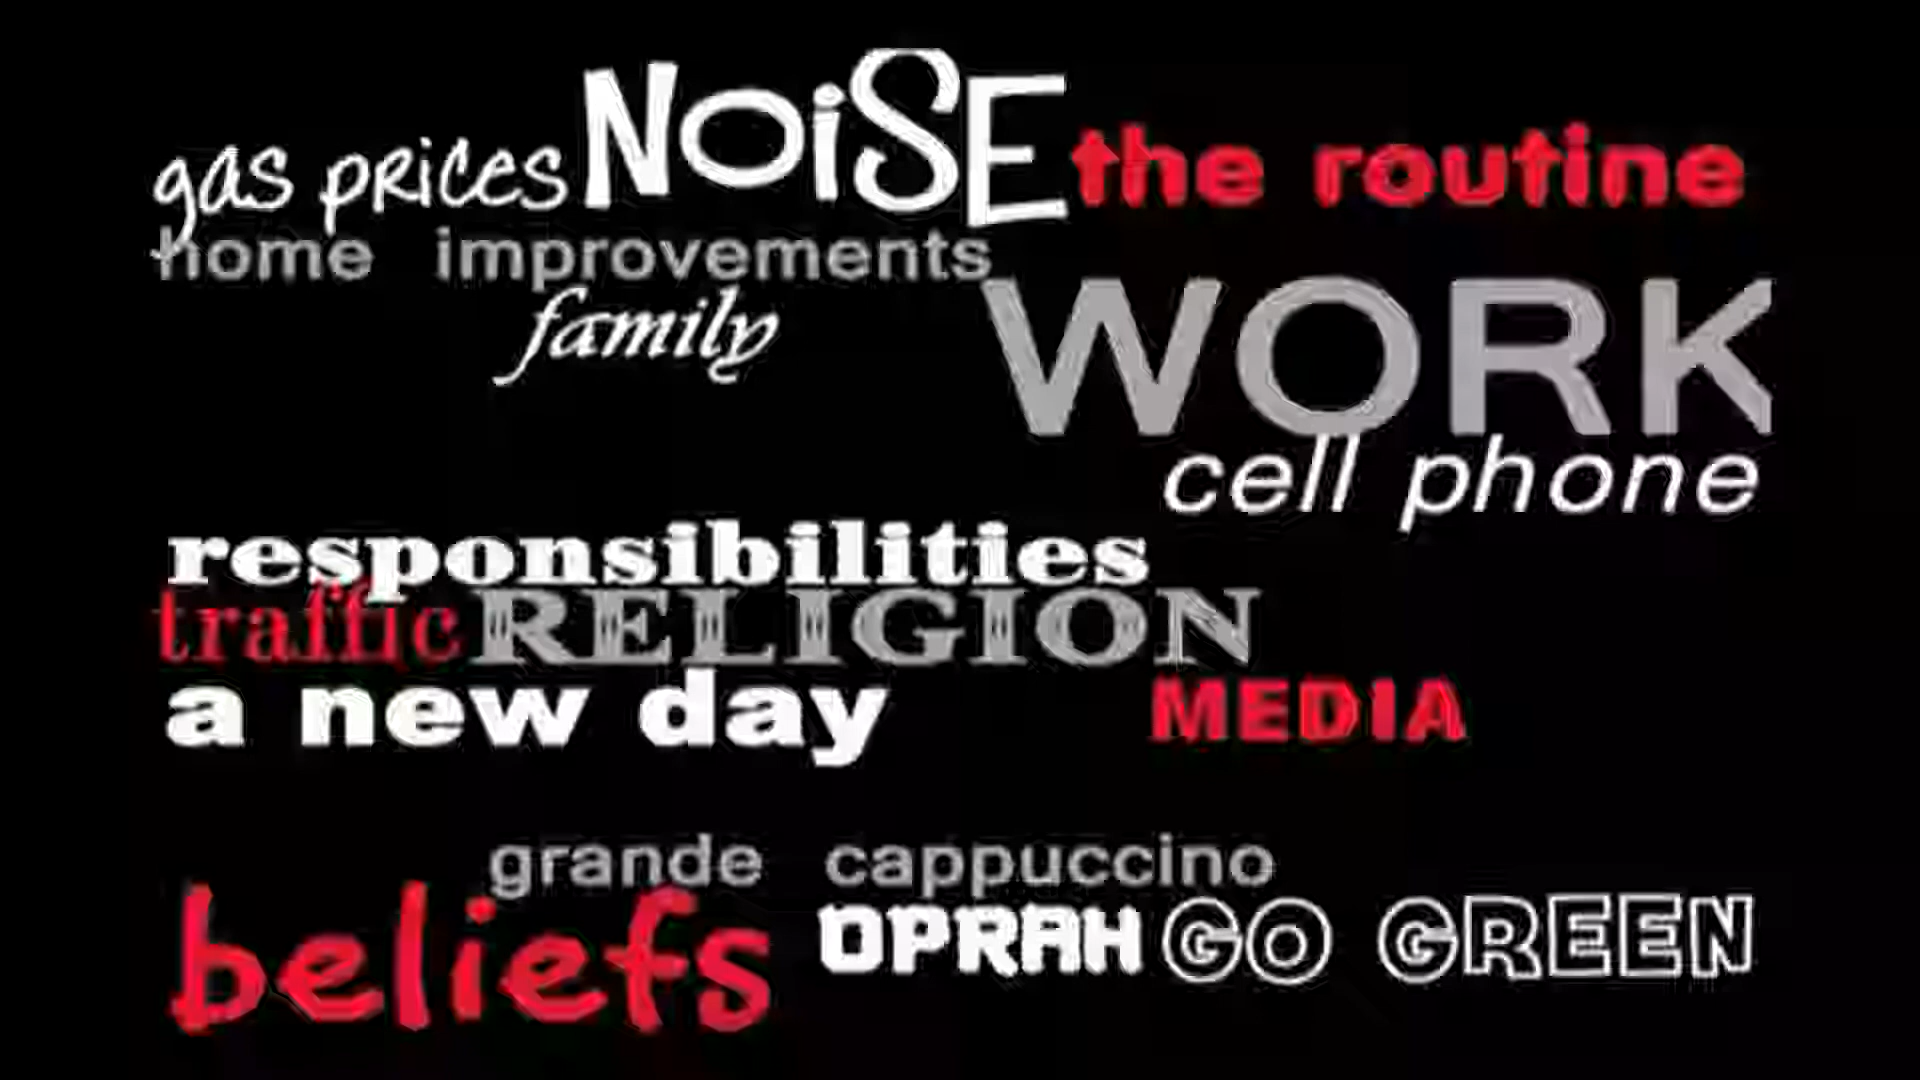 gas prices NOiSE the routine
home improvements
family
WORK
cell phone
responsibilities
traffic RELIGION
a new day
MEDIA
grande cappuccino
beliefs OPRAH GO GREEN